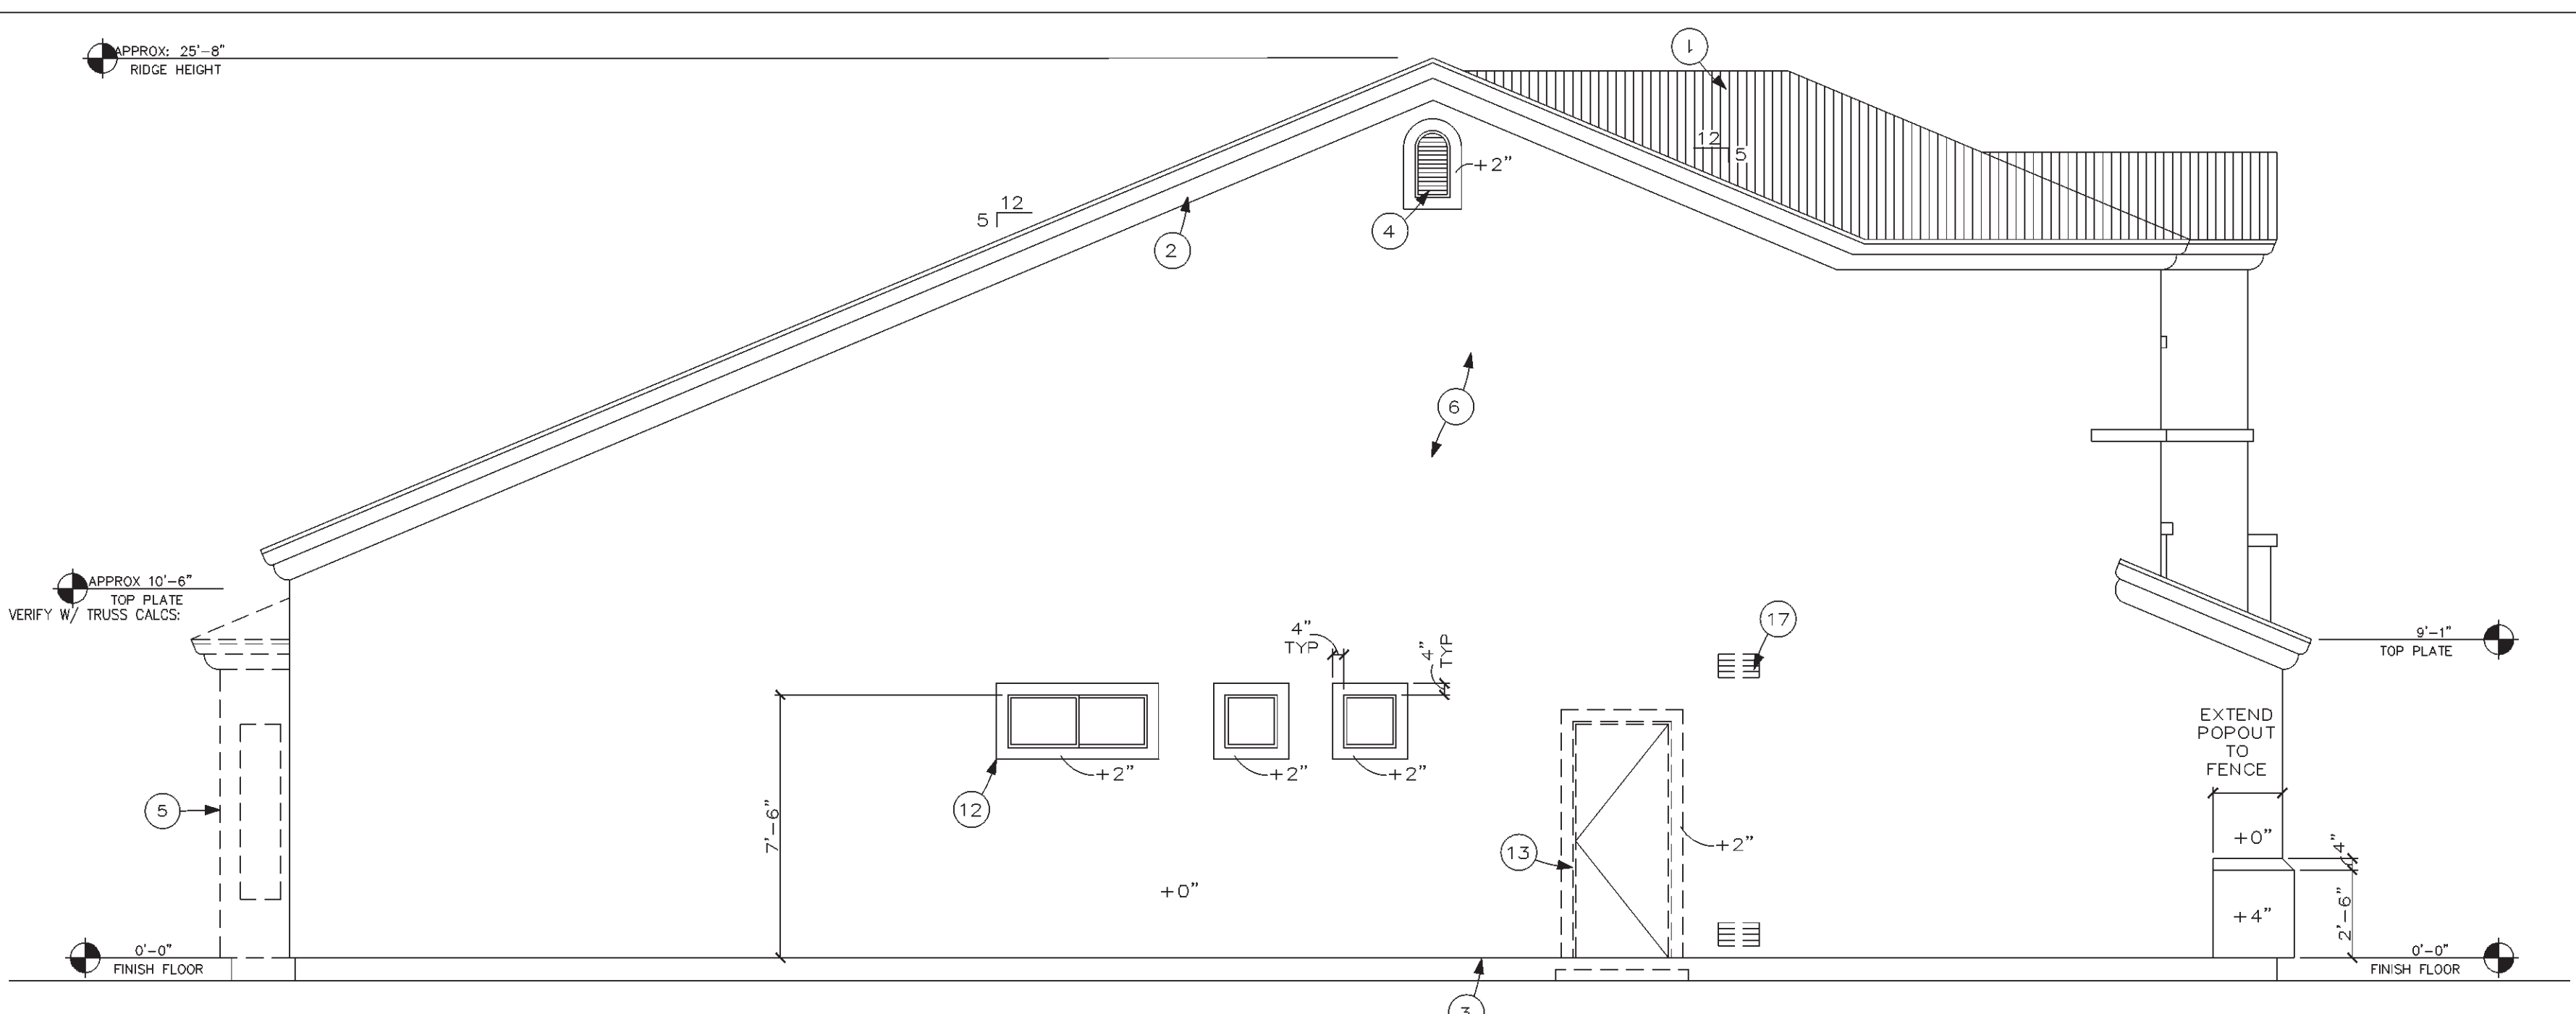 APPROX: 25'-8"
RIDGE HEIGHT
1
12
5
+2"
12
5
4
2
6
APPROX 10'-6"
TOP PLATE
VERIFY W/ TRUSS CALCS:
17
4"
TYP
4"
TYP
9'-1"
TOP PLATE
EXTEND
POPOUT
TO
FENCE
+2"
+2"
+2"
12
5
7'-6"
13
+2"
+0"
4"
+0"
+4"
2'-6"
0'-0"
FINISH FLOOR
0'-0"
FINISH FLOOR
3